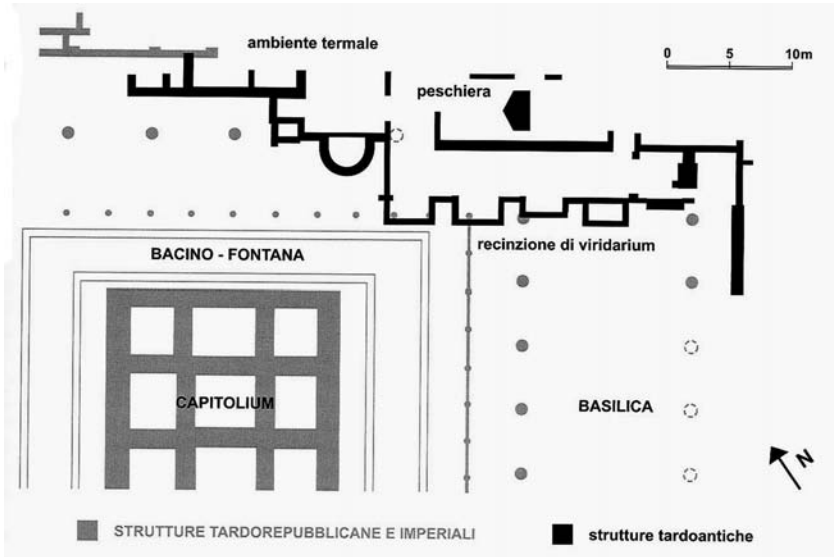 ambiente termale
0 5 10m
peschiera
recinzione di viridarium
BACINO - FONTANA
CAPITOLIUM
BASILICA
N
STRUTTURE TARDOREPUBBLICANE E IMPERIALI
strutture tardoantiche